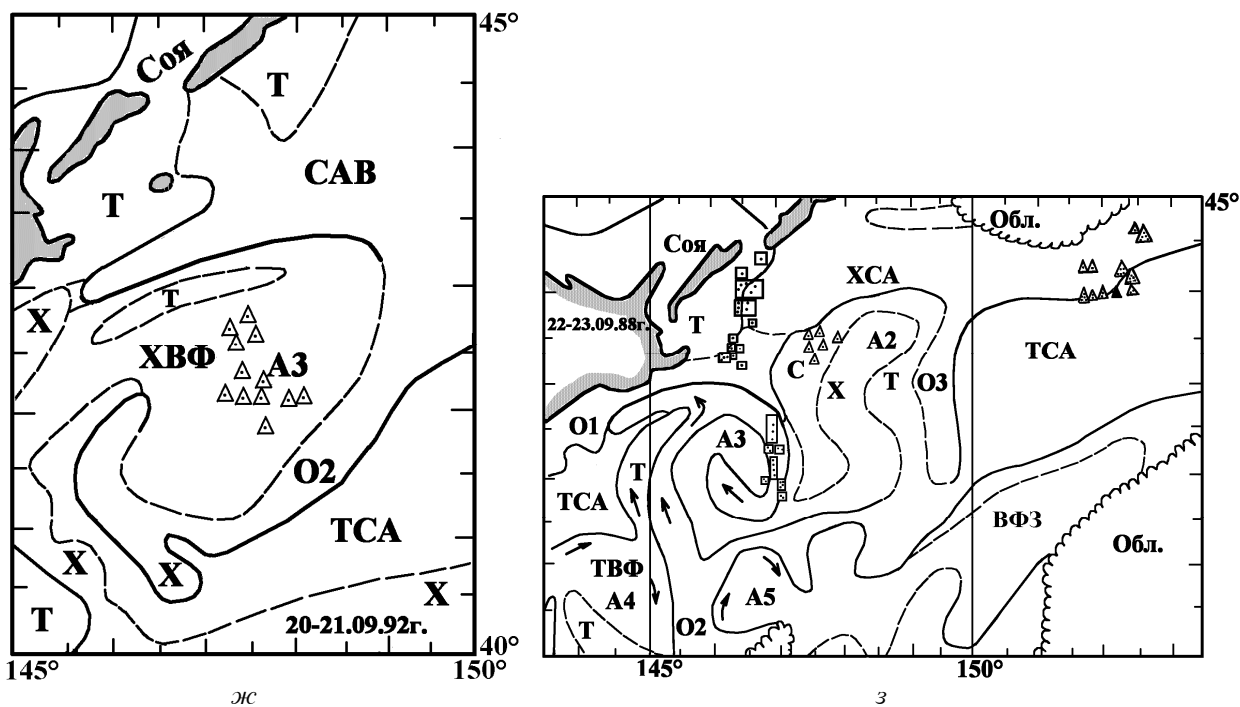 45°
Соя
Т
САВ
Т
Т
Х
ХВФ
А3
О2
ТСА
Х
Х
Х
Т
20-21.09.92г.
40°
145°
150°
ж
45°
Обл.
Соя
ХСА
22-23.09.88г.
Т
А2
ТСА
С
Х
Т
О3
О1
А3
Т
ТСА
ВФЗ
Обл.
ТВФ
А4
А5
Т
О2
145°
150°
з